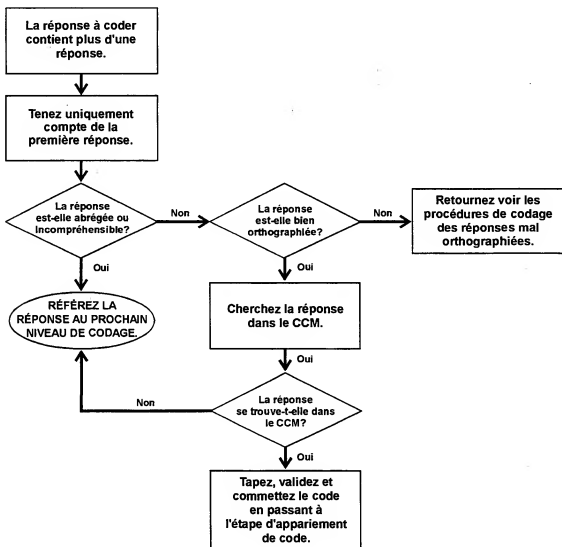 La réponse à coder
contient plus d'une
réponse.
Tenez uniquement
compte de la
première réponse.
La réponse
est-elle abrégée ou
incompréhensible?
Non
La réponse
est-elle bien
orthographiée?
Non
Retournez voir les
procédures de codage
des réponses mal
orthographiées.
Oui
Oui
RÉFÉREZ LA
RÉPONSE AU PROCHAIN
NIVEAU DE CODAGE.
Cherchez la réponse
dans le CCM.
Oui
Non
La réponse
se trouve-t-elle dans
le CCM?
Oui
Tapez, validez et
commettez le code
en passant à
l'étape d'appariement
de code.